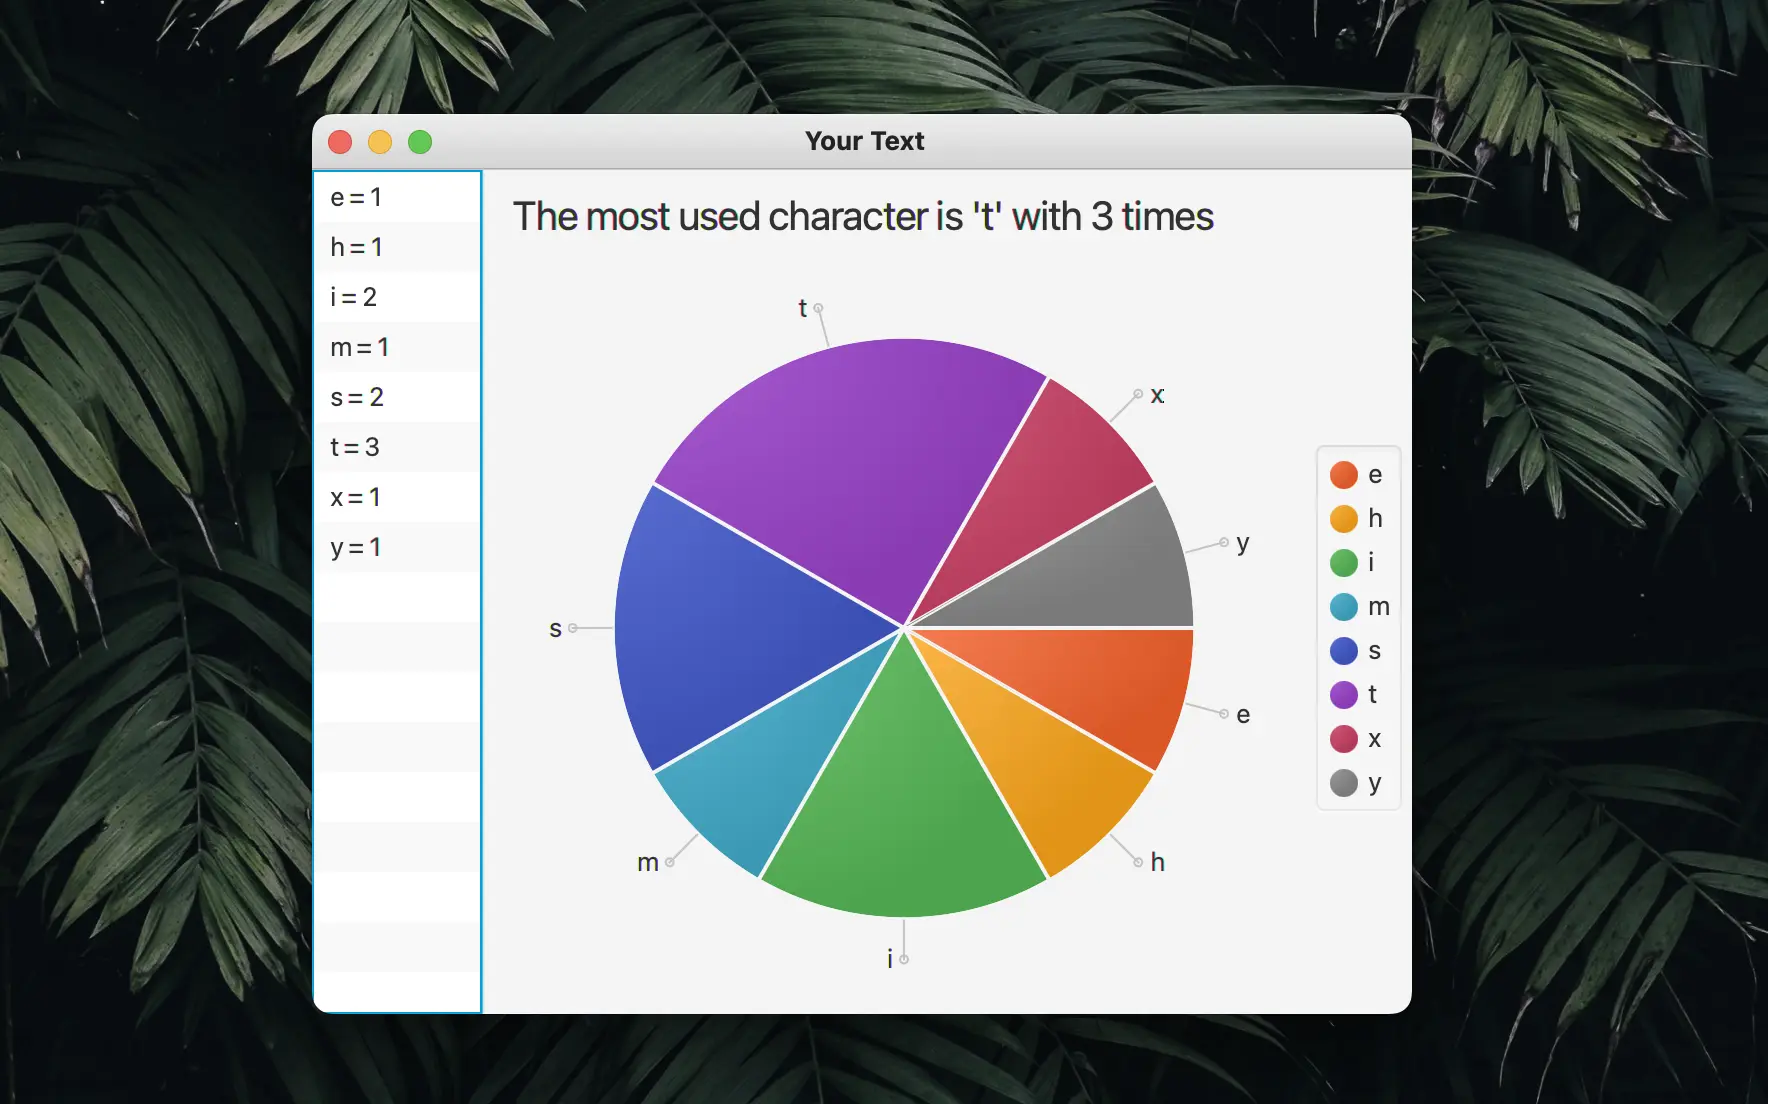 Your Text
e = 1
h = 1
i = 2
m = 1
s = 2
t = 3
x = 1
y = 1
The most used character is 't' with 3 times
t
x
y
s
e
m
h
i
e
h
i
m
s
t
x
y